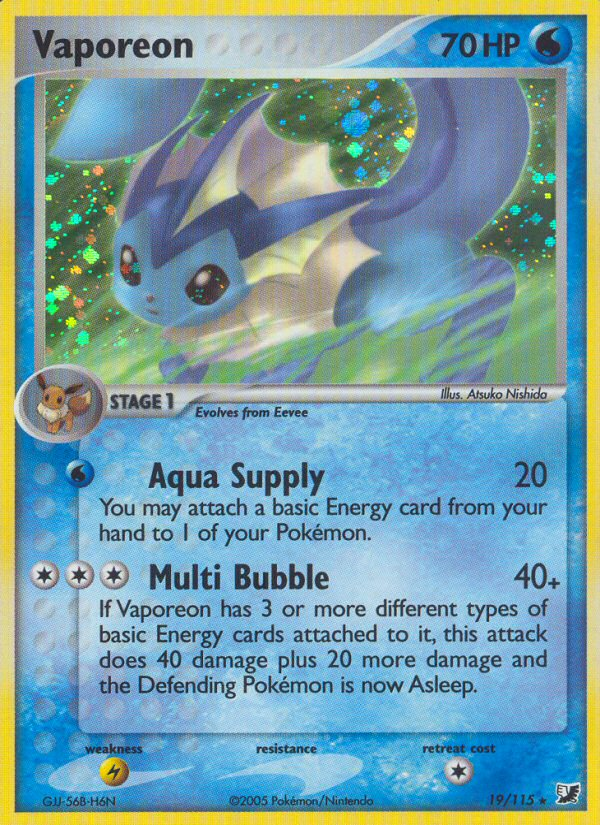 Vaporeon 70 HP
Illus. Atsuko Nishida
STAGE 1
Evolves from Eevee
Aqua Supply 20
You may attach a basic Energy card from your
hand to 1 of your Pokémon.
Multi Bubble 40+
If Vaporeon has 3 or more different types of
basic Energy cards attached to it, this attack
does 40 damage plus 20 more damage and
the Defending Pokémon is now Asleep.
weakness resistance retreat cost
GJJ-56B-H6N ©2005 Pokémon/Nintendo 19/115 ★